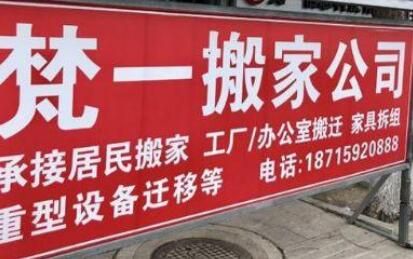 梵一搬家公司
承接居民搬家 工厂/办公室搬迁 家具拆组
重型设备迁移等 电话:18715920888